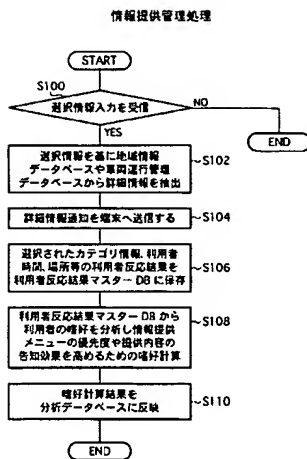 情報提供管理処理
START
S100
選択情報入力を受信
NO
YES
END
選択情報を基に地域情報
データベースや車両運行管理
データベースから詳細情報を抽出
S102
詳細情報通知を端末へ送信する
S104
選択されたカテゴリ情報、利用者
時間、場所等の利用者反応結果を
利用者反応結果マスターDBに保存
S106
利用者反応結果マスターDBから
利用者の嗜好を分析し情報提供
メニューの優先度や提供内容の
告知効果を高めるための嗜好計算
S108
嗜好計算結果を
分析データベースに反映
S110
END